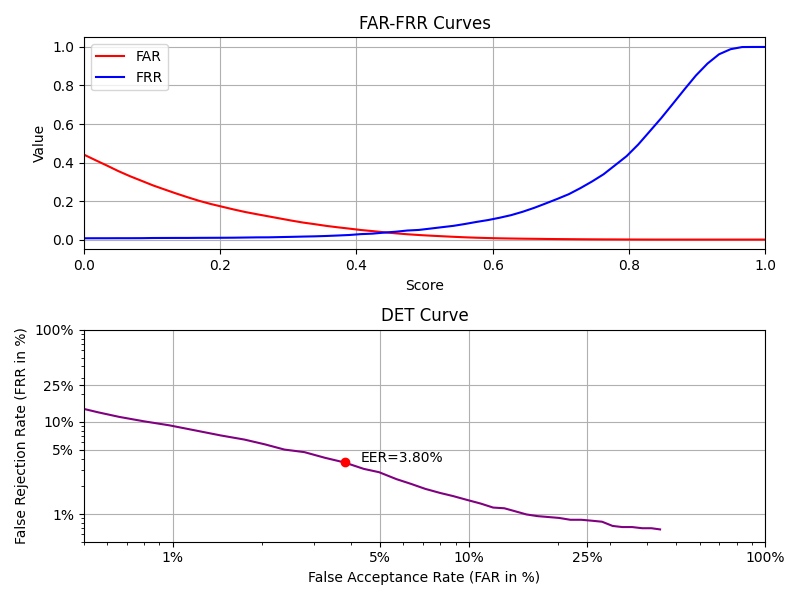 FAR-FRR Curves
1.0
0.8
0.6
0.4
0.2
0.0
Value
FAR
FRR
0.0 0.2 0.4 0.6 0.8 1.0
Score
DET Curve
100%
25%
10%
5%
1%
False Rejection Rate (FRR in %)
EER=3.80%
1% 5% 10% 25% 100%
False Acceptance Rate (FAR in %)